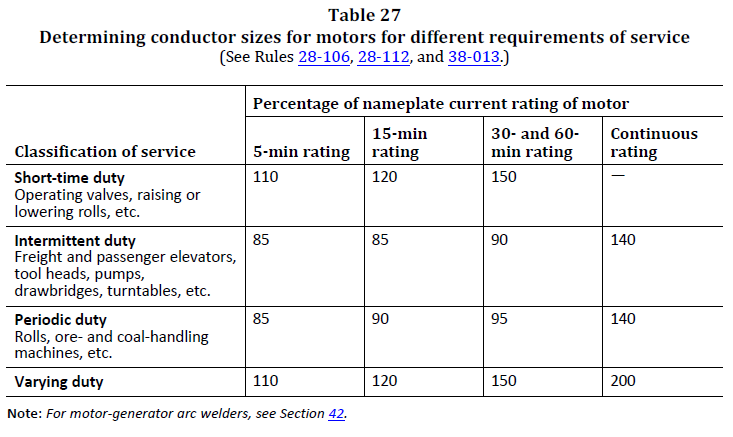 Table 27
Determining conductor sizes for motors for different requirements of service
(See Rules 28-106, 28-112, and 38-013.)
Percentage of nameplate current rating of motor
Classification of service 5-min rating 15-min rating 30- and 60-min rating Continuous rating
Short-time duty 110 120 150 —
Operating valves, raising or
lowering rolls, etc.
Intermittent duty 85 85 90 140
Freight and passenger elevators,
tool heads, pumps,
drawbridges, turntables, etc.
Periodic duty 85 90 95 140
Rolls, ore- and coal-handling
machines, etc.
Varying duty 110 120 150 200
Note: For motor-generator arc welders, see Section 42.